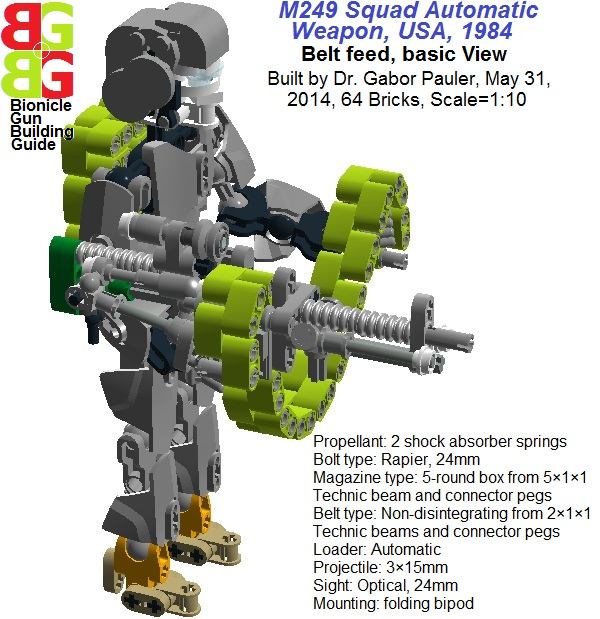 BG
BG
Bionicle
Gun
Building
Guide
M249 Squad Automatic
Weapon, USA, 1984
Belt feed, basic View
Built by Dr. Gabor Pauler, May 31,
2014, 64 Bricks, Scale=1:10
Propellant: 2 shock absorber springs
Bolt type: Rapier, 24mm
Magazine type: 5-round box from 5×1×1
Technic beam and connector pegs
Belt type: Non-disintegrating from 2×1×1
Technic beams and connector pegs
Loader: Automatic
Projectile: 3×15mm
Sight: Optical, 24mm
Mounting: folding bipod